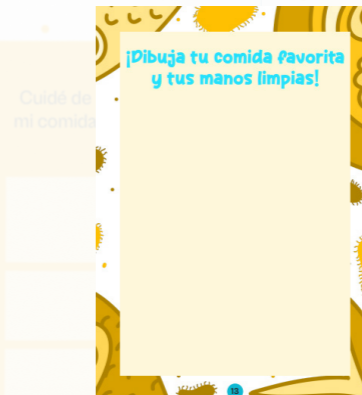 Cuidé de
mi comida
¡Dibuja tu comida favorita
y tus manos limpias!
13